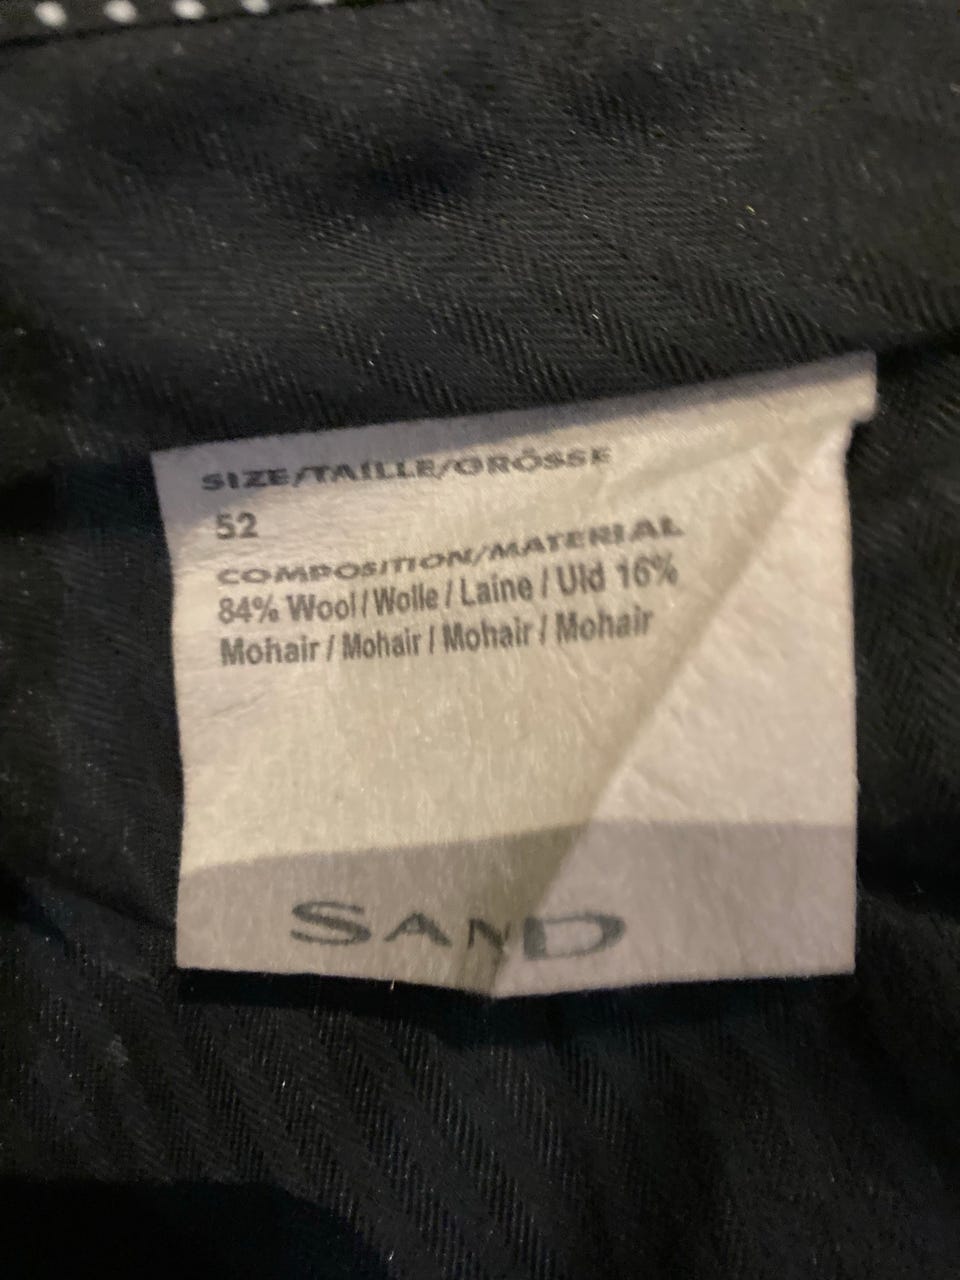 SIZE/TAILLE/GRÖSSE
52
COMPOSITION/MATERIAL
84% Wool / Wolle / Laine / Uld 16%
Mohair / Mohair / Mohair / Mohair
SAND